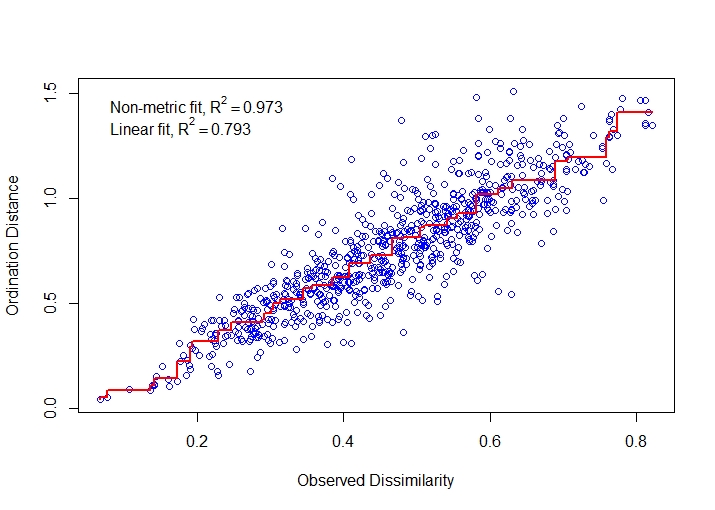 Non-metric fit, R² = 0.973
Linear fit, R² = 0.793
Ordination Distance
1.5
1.0
0.5
0.0
0.2 0.4 0.6 0.8
Observed Dissimilarity